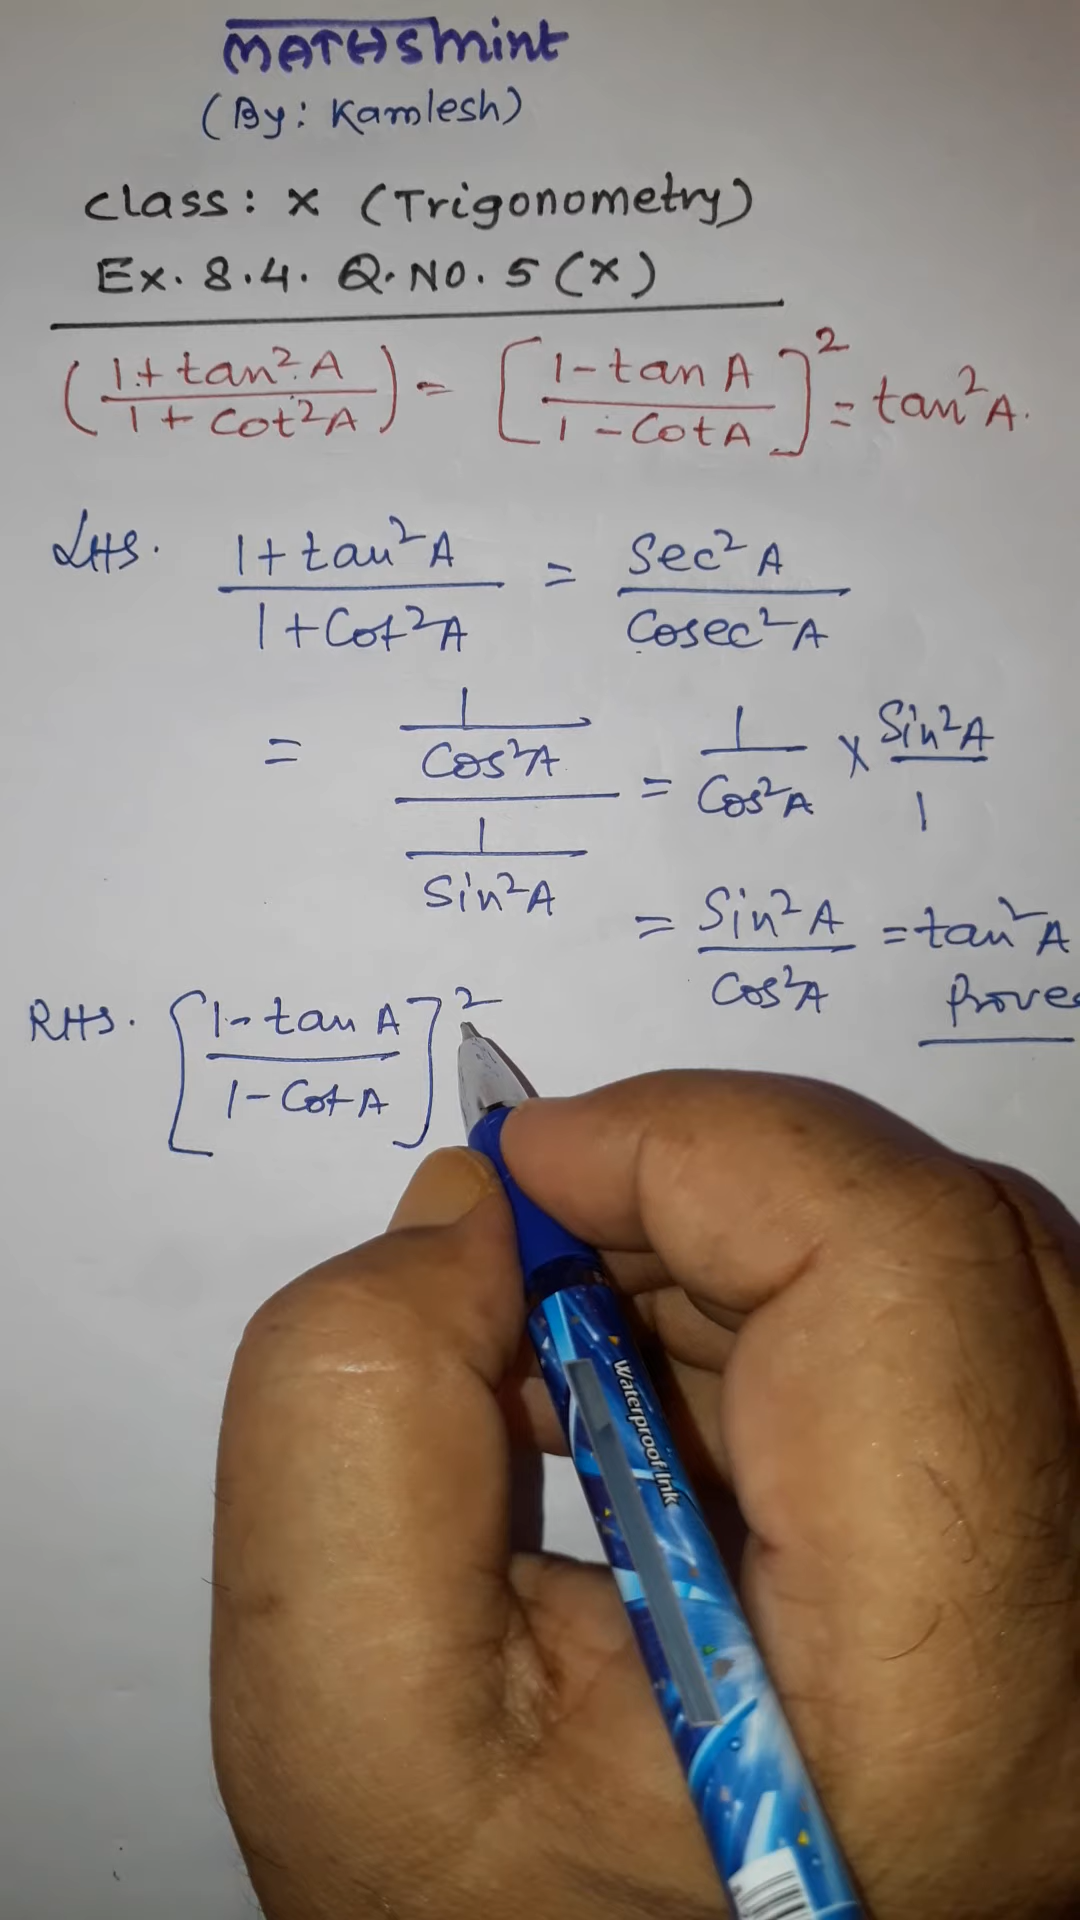 MATHSmint
(By: Kamlesh)
Class: X (Trigonometry)
Ex. 8.4. Q. No. 5 (X)
(1+tan²A / 1+Cot²A) = [1-tanA / 1-CotA]² = tan²A.
LHS. 1+tan²A / 1+Cot²A = Sec²A / Cosec²A
= 1/Cos²A / 1/Sin²A = 1/Cos²A × Sin²A/1
= Sin²A / Cos²A = tan²A
Prove
RHS. [1-tan A / 1-Cot A]²
Waterproof Ink